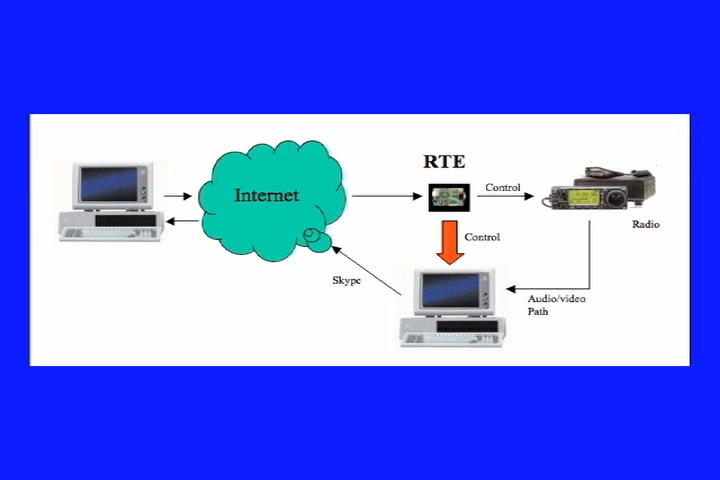 RTE
Internet
Control
Radio
Control
Skype
Audio/video
Path